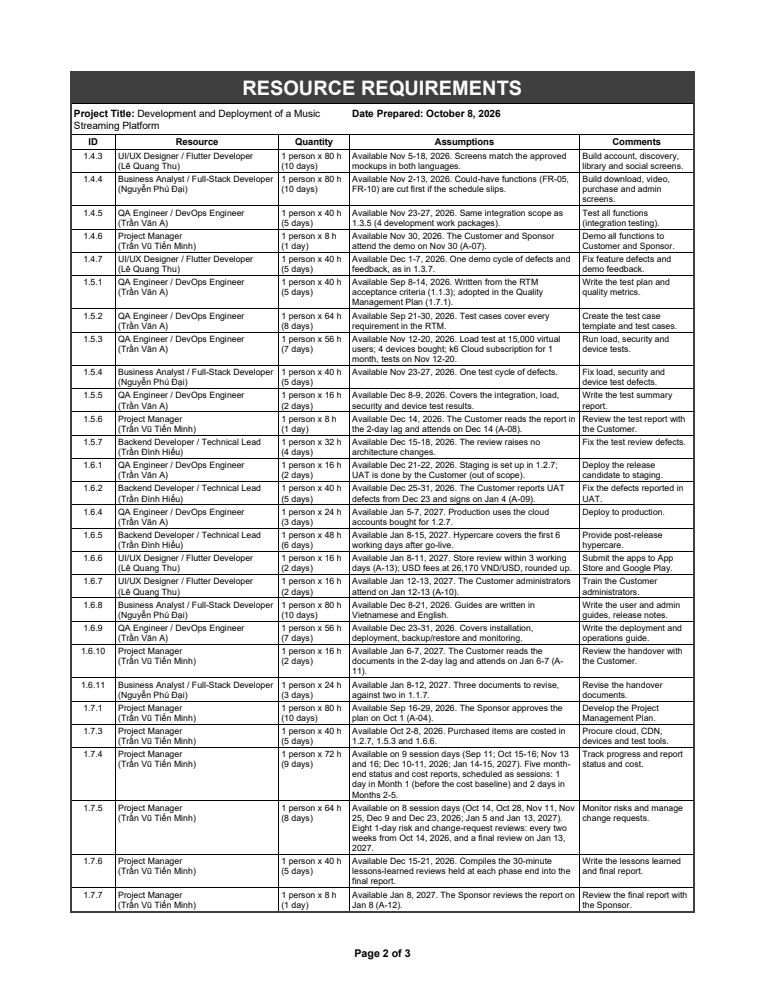 RESOURCE REQUIREMENTS
Project Title: Development and Deployment of a Music Streaming Platform
Date Prepared: October 8, 2026
ID Resource Quantity Assumptions Comments
1.4.3 UI/UX Designer / Flutter Developer (Lê Quang Thu) 1 person x 80 h (10 days) Available Nov 5-18, 2026. Screens match the approved mockups in both languages. Build account, discovery, library and social screens.
1.4.4 Business Analyst / Full-Stack Developer (Nguyễn Phú Đại) 1 person x 80 h (10 days) Available Nov 2-13, 2026. Could-have functions (FR-05, FR-10) are cut first if the schedule slips. Build download, video, purchase and admin screens.
1.4.5 QA Engineer / DevOps Engineer (Trần Văn A) 1 person x 40 h (5 days) Available Nov 23-27, 2026. Same integration scope as 1.3.5 (4 development work packages). Test all functions (integration testing).
1.4.6 Project Manager (Trần Vũ Tiến Minh) 1 person x 8 h (1 day) Available Nov 30, 2026. The Customer and Sponsor attend the demo on Nov 30 (A-07). Demo all functions to Customer and Sponsor.
1.4.7 UI/UX Designer / Flutter Developer (Lê Quang Thu) 1 person x 40 h (5 days) Available Dec 1-7, 2026. One demo cycle of defects and feedback, as in 1.3.7. Fix feature defects and demo feedback.
1.5.1 QA Engineer / DevOps Engineer (Trần Văn A) 1 person x 40 h (5 days) Available Sep 8-14, 2026. Written from the RTM acceptance criteria (1.1.3); adopted in the Quality Management Plan (1.7.1). Write the test plan and quality metrics.
1.5.2 QA Engineer / DevOps Engineer (Trần Văn A) 1 person x 64 h (8 days) Available Sep 21-30, 2026. Test cases cover every requirement in the RTM. Create the test case template and test cases.
1.5.3 QA Engineer / DevOps Engineer (Trần Văn A) 1 person x 56 h (7 days) Available Nov 12-20, 2026. Load test at 15,000 virtual users; 4 devices bought; k6 Cloud subscription for 1 month, tests on Nov 12-20. Run load, security and device tests.
1.5.4 Business Analyst / Full-Stack Developer (Nguyễn Phú Đại) 1 person x 40 h (5 days) Available Nov 23-27, 2026. One test cycle of defects. Fix load, security and device test defects.
1.5.5 QA Engineer / DevOps Engineer (Trần Văn A) 1 person x 16 h (2 days) Available Dec 8-9, 2026. Covers the integration, load, security and device test results. Write the test summary report.
1.5.6 Project Manager (Trần Vũ Tiến Minh) 1 person x 8 h (1 day) Available Dec 14, 2026. The Customer reads the report in the 2-day lag and attends on Dec 14 (A-08). Review the test report with the Customer.
1.5.7 Backend Developer / Technical Lead (Trần Đình Hiếu) 1 person x 32 h (4 days) Available Dec 15-18, 2026. The review raises no architecture changes. Fix the test review defects.
1.6.1 QA Engineer / DevOps Engineer (Trần Văn A) 1 person x 16 h (2 days) Available Dec 21-22, 2026. Staging is set up in 1.2.7; UAT is done by the Customer (out of scope). Deploy the release candidate to staging.
1.6.2 Backend Developer / Technical Lead (Trần Đình Hiếu) 1 person x 40 h (5 days) Available Dec 25-31, 2026. The Customer reports UAT defects from Dec 23 and signs on Jan 4 (A-09). Fix the defects reported in UAT.
1.6.4 QA Engineer / DevOps Engineer (Trần Văn A) 1 person x 24 h (3 days) Available Jan 5-7, 2027. Production uses the cloud accounts bought for 1.2.7. Deploy to production.
1.6.5 Backend Developer / Technical Lead (Trần Đình Hiếu) 1 person x 48 h (6 days) Available Jan 8-15, 2027. Hypercare covers the first 6 working days after go-live. Provide post-release hypercare.
1.6.6 UI/UX Designer / Flutter Developer (Lê Quang Thu) 1 person x 16 h (2 days) Available Jan 8-11, 2027. Store review within 3 working days (A-13); USD fees at 26,170 VND/USD, rounded up. Submit the apps to App Store and Google Play.
1.6.7 UI/UX Designer / Flutter Developer (Lê Quang Thu) 1 person x 16 h (2 days) Available Jan 12-13, 2027. The Customer administrators attend on Jan 12-13 (A-10). Train the Customer administrators.
1.6.8 Business Analyst / Full-Stack Developer (Nguyễn Phú Đại) 1 person x 80 h (10 days) Available Dec 8-21, 2026. Guides are written in Vietnamese and English. Write the user and admin guides, release notes.
1.6.9 QA Engineer / DevOps Engineer (Trần Văn A) 1 person x 56 h (7 days) Available Dec 23-31, 2026. Covers installation, deployment, backup/restore and monitoring. Write the deployment and operations guide.
1.6.10 Project Manager (Trần Vũ Tiến Minh) 1 person x 16 h (2 days) Available Jan 6-7, 2027. The Customer reads the documents in the 2-day lag and attends on Jan 6-7 (A-11). Review the handover with the Customer.
1.6.11 Business Analyst / Full-Stack Developer (Nguyễn Phú Đại) 1 person x 24 h (3 days) Available Jan 8-12, 2027. Three documents to revise, against two in 1.1.7. Revise the handover documents.
1.7.1 Project Manager (Trần Vũ Tiến Minh) 1 person x 80 h (10 days) Available Sep 16-29, 2026. The Sponsor approves the plan on Oct 1 (A-04). Develop the Project Management Plan.
1.7.3 Project Manager (Trần Vũ Tiến Minh) 1 person x 40 h (5 days) Available Oct 2-8, 2026. Purchased items are costed in 1.2.7, 1.5.3 and 1.6.6. Procure cloud, CDN, devices and test tools.
1.7.4 Project Manager (Trần Vũ Tiến Minh) 1 person x 72 h (9 days) Available on 9 session days (Sep 11; Oct 15-16; Nov 13 and 16; Dec 10-11, 2026; Jan 14-15, 2027). Five month-end status and cost reports, scheduled as sessions: 1 day in Month 1 (before the cost baseline) and 2 days in Months 2-5. Track progress and report status and cost.
1.7.5 Project Manager (Trần Vũ Tiến Minh) 1 person x 64 h (8 days) Available on 8 session days (Oct 14, Oct 28, Nov 11, Nov 25, Dec 9 and Dec 23, 2026; Jan 5 and Jan 13, 2027). Eight 1-day risk and change-request reviews: every two weeks from Oct 14, 2026, and a final review on Jan 13, 2027. Monitor risks and manage change requests.
1.7.6 Project Manager (Trần Vũ Tiến Minh) 1 person x 40 h (5 days) Available Dec 15-21, 2026. Compiles the 30-minute lessons-learned reviews held at each phase end into the final report. Write the lessons learned and final report.
1.7.7 Project Manager (Trần Vũ Tiến Minh) 1 person x 8 h (1 day) Available Jan 8, 2027. The Sponsor reviews the report on Jan 8 (A-12). Review the final report with the Sponsor.
Page 2 of 3